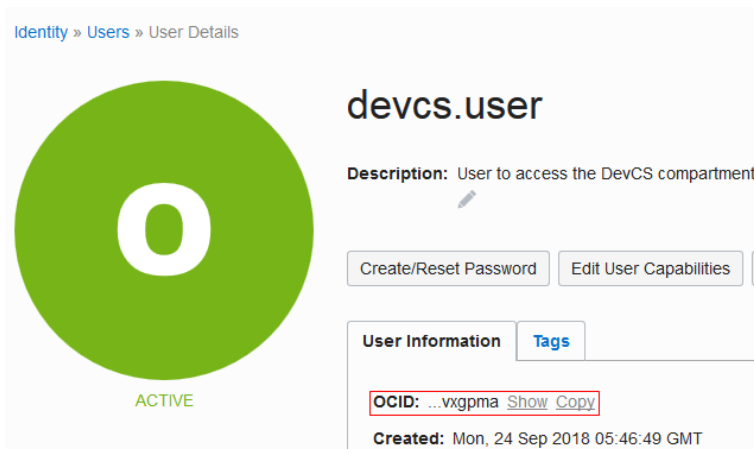 Identity » Users » User Details
O
ACTIVE
devcs.user
Description: User to access the DevCS compartment
Create/Reset Password Edit User Capabilities
User Information Tags
OCID: ...vxgpma Show Copy
Created: Mon, 24 Sep 2018 05:46:49 GMT